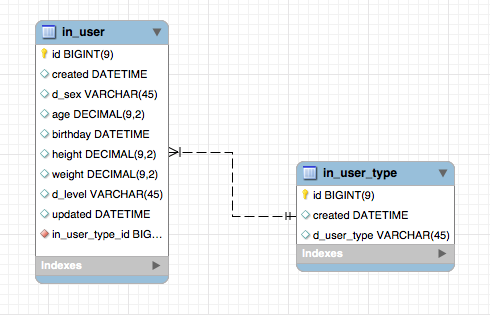 in_user
id BIGINT(9)
created DATETIME
d_sex VARCHAR(45)
age DECIMAL(9,2)
birthday DATETIME
height DECIMAL(9,2)
weight DECIMAL(9,2)
d_level VARCHAR(45)
updated DATETIME
in_user_type_id BIG...
Indexes
in_user_type
id BIGINT(9)
created DATETIME
d_user_type VARCHAR(45)
Indexes